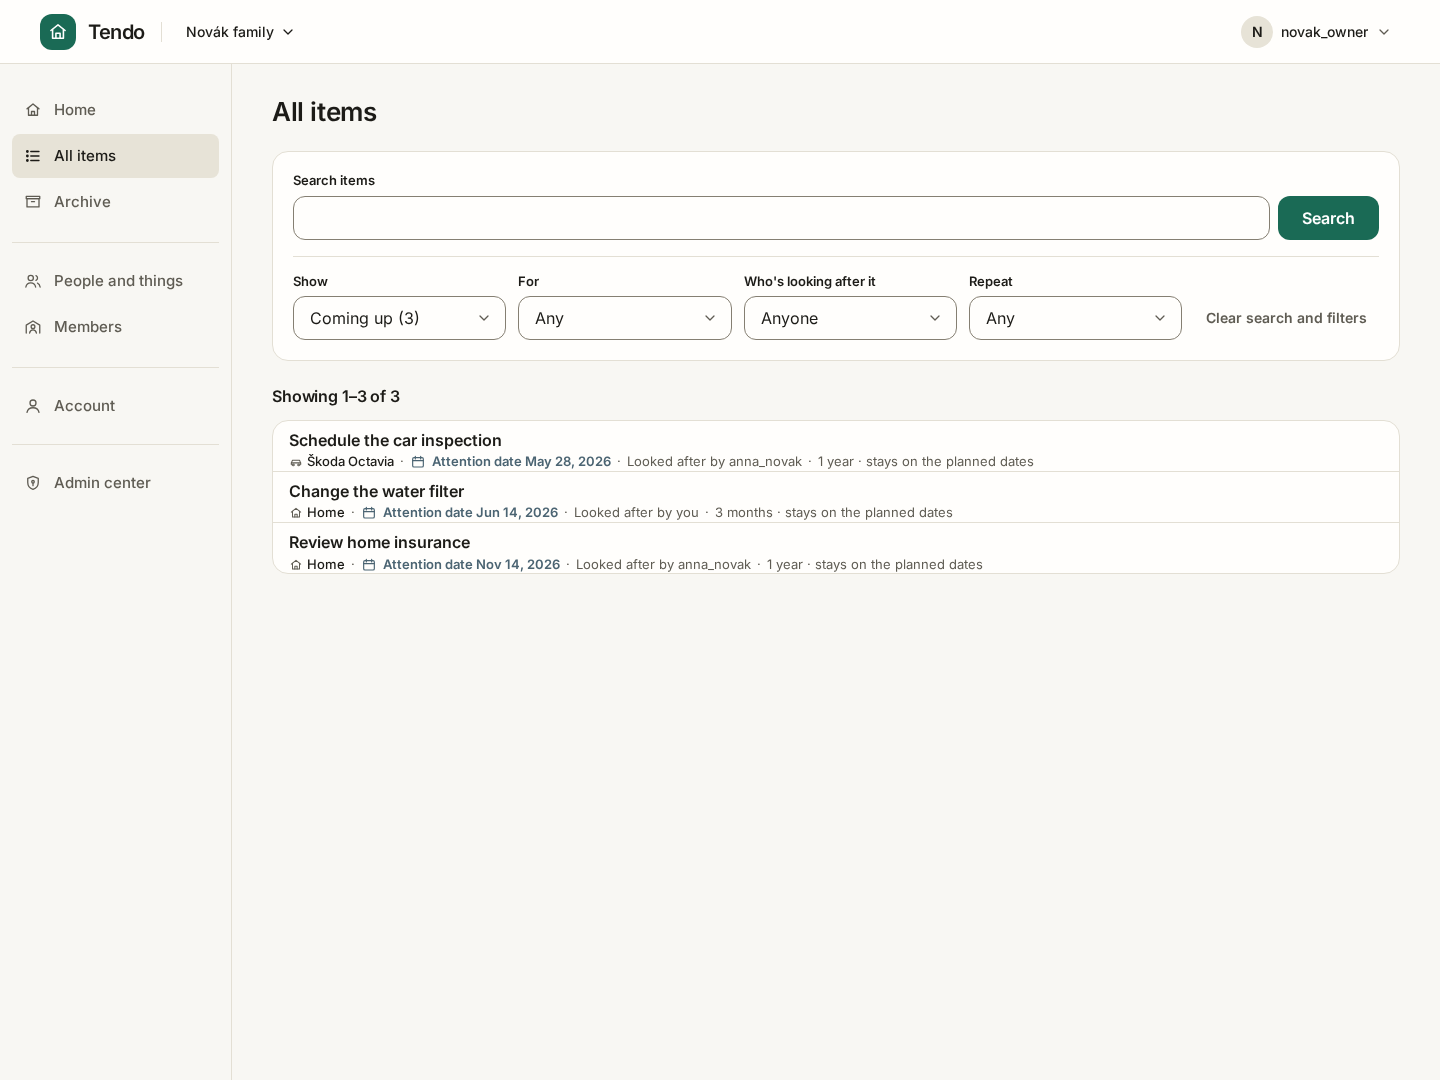 Tendo
Novák family
N
novak_owner
Home
All items
Archive
People and things
Members
Account
Admin center
All items
Search items
Search
Show
For
Who's looking after it
Repeat
Coming up (3)
Any
Anyone
Any
Clear search and filters
Showing 1–3 of 3
Schedule the car inspection
Škoda Octavia · Attention date May 28, 2026 · Looked after by anna_novak · 1 year · stays on the planned dates
Change the water filter
Home · Attention date Jun 14, 2026 · Looked after by you · 3 months · stays on the planned dates
Review home insurance
Home · Attention date Nov 14, 2026 · Looked after by anna_novak · 1 year · stays on the planned dates